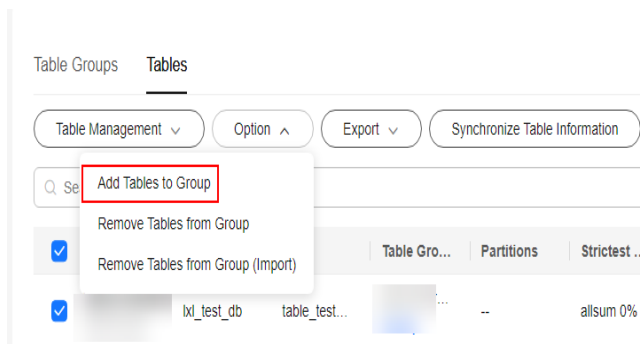 Table Groups Tables
Table Management Option Export Synchronize Table Information
Add Tables to Group
Remove Tables from Group
Remove Tables from Group (Import)
Table Gro... Partitions Strictest ..
lxl_test_db table_test... -- allsum 0%